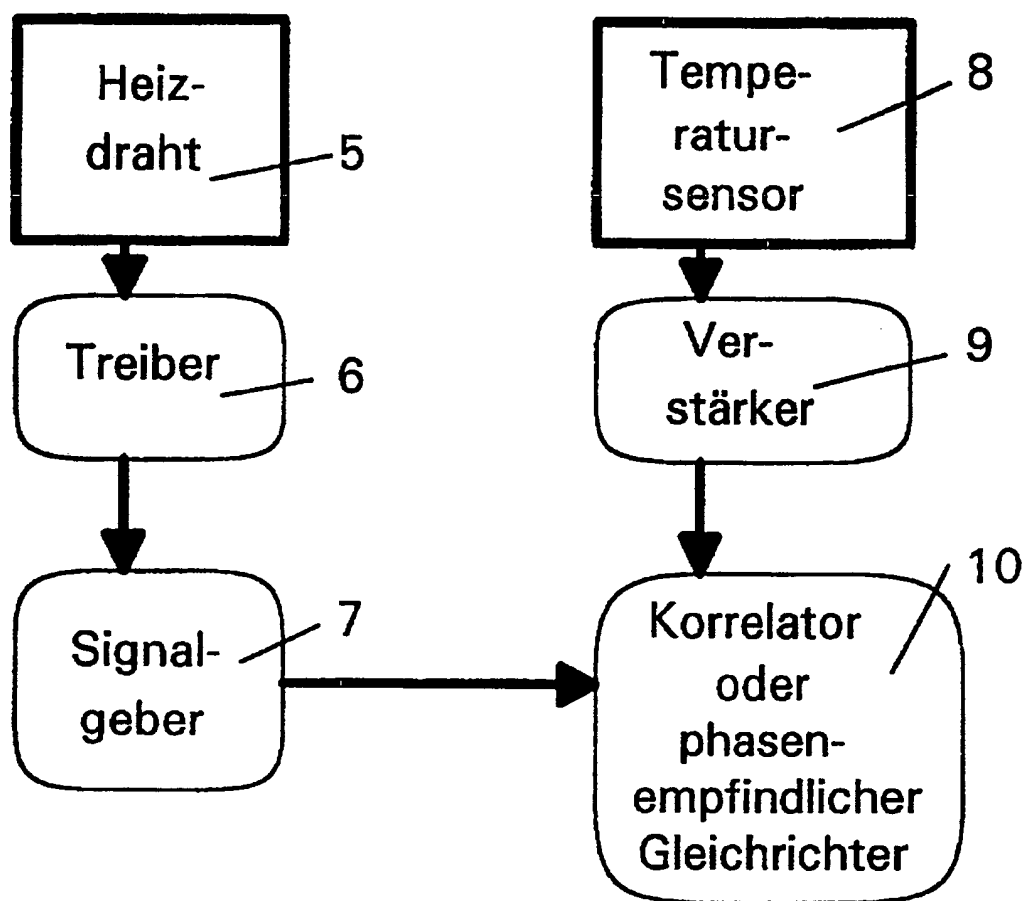 Heiz-
draht
5
Tempe-
ratur-
sensor
8
Treiber
6
Ver-
stärker
9
Signal-
geber
7
Korrelator
oder
phasen-
empfindlicher
Gleichrichter
10